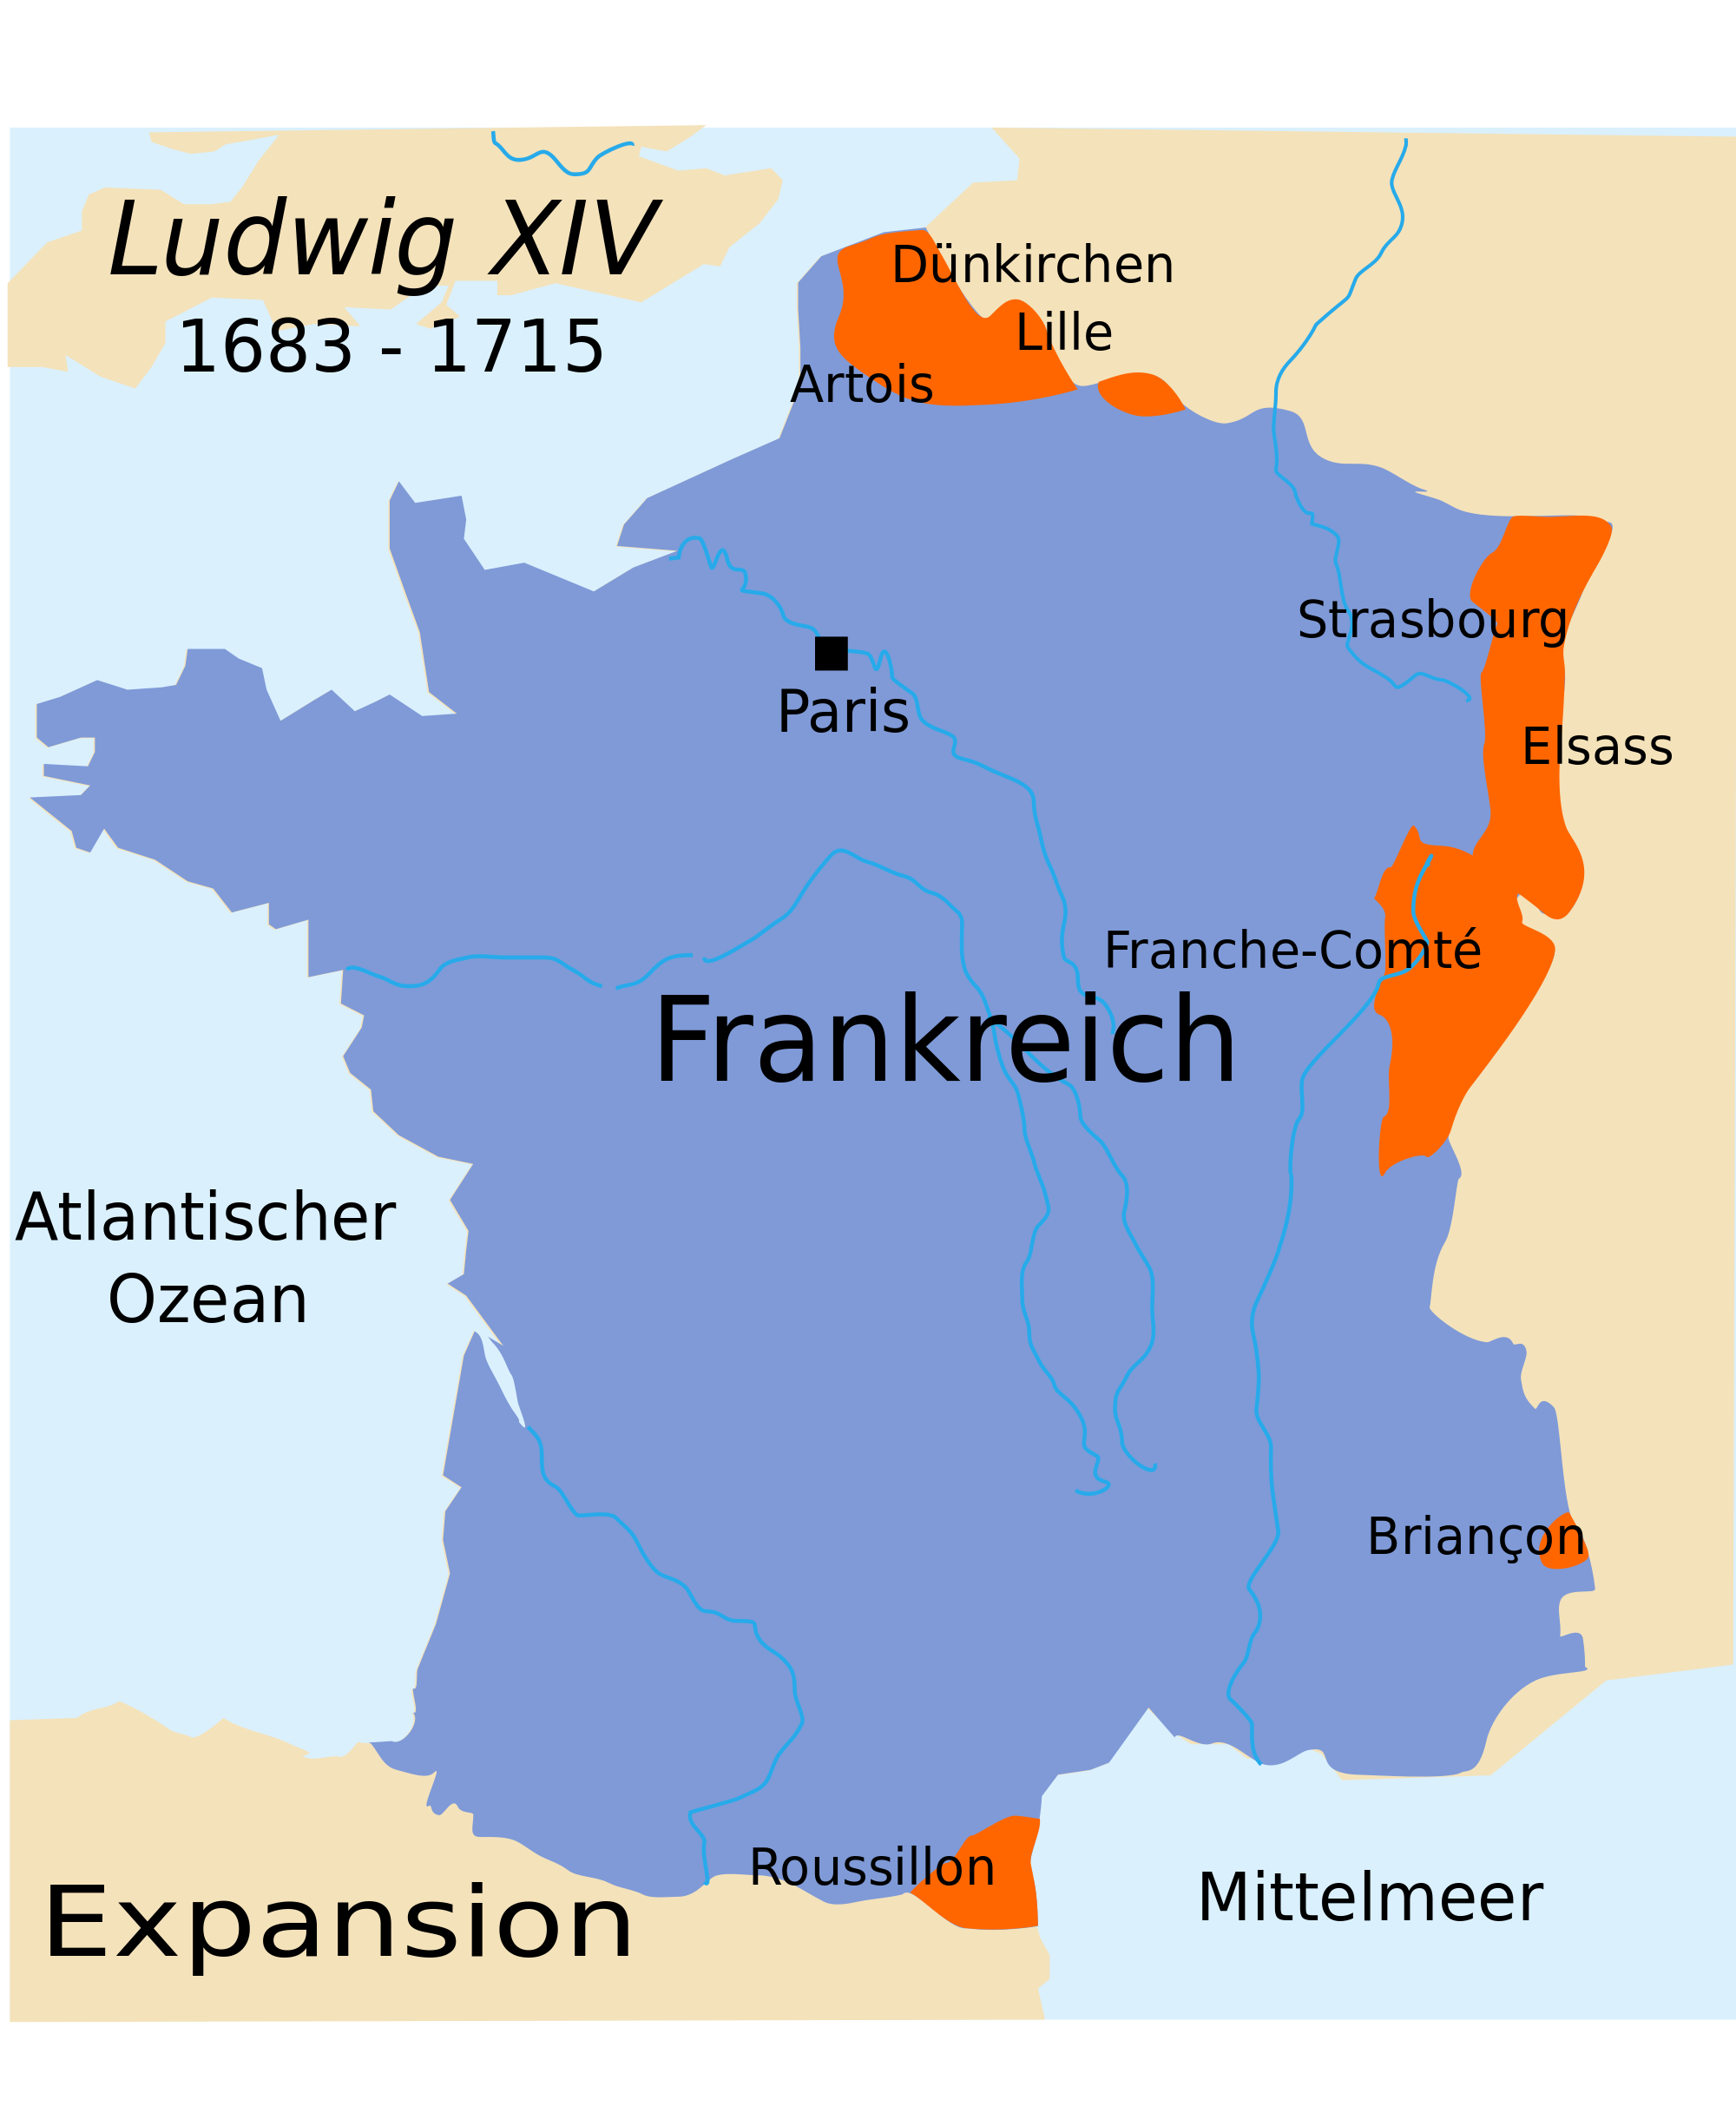 Ludwig XIV
1683 - 1715
Dünkirchen
Lille
Artois
Strasbourg
Paris
Elsass
Franche-Comté
Frankreich
Atlantischer
Ozean
Briançon
Roussillon
Mittelmeer
Expansion